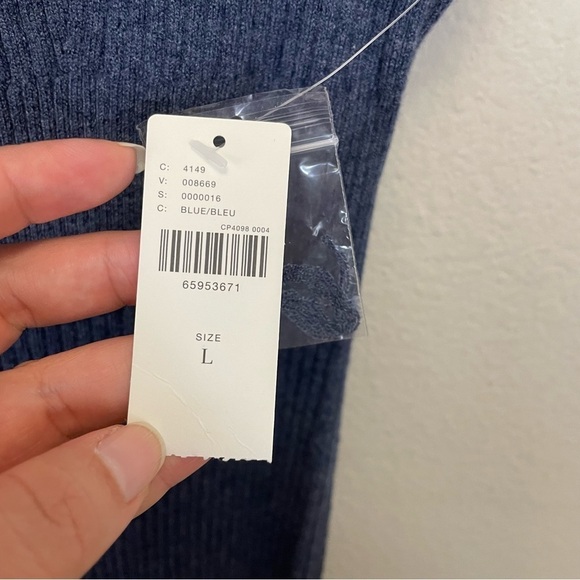 C: 4149
V: 008669
S: 0000016
C: BLUE/BLEU
CP4098 0004
65953671
SIZE
L